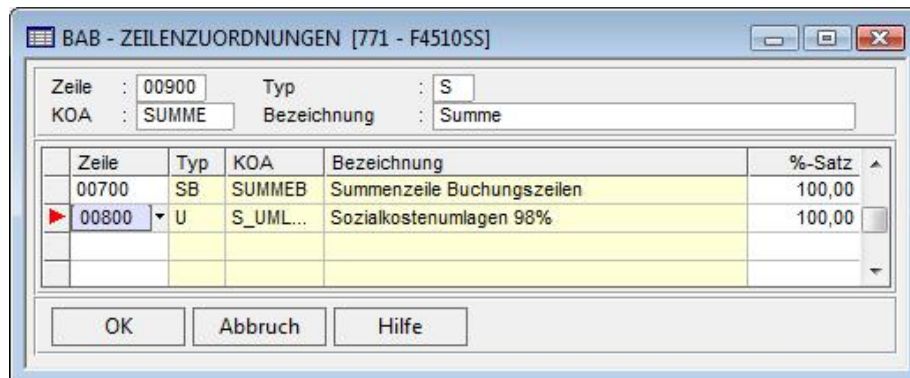 BAB - ZEILENZUORDNUNGEN [771 - F4510SS]
Zeile : 00900 Typ : S
KOA : SUMME Bezeichnung : Summe
Zeile Typ KOA Bezeichnung %-Satz
00700 SB SUMMEB Summenzeile Buchungszeilen 100,00
00800 U S_UML... Sozialkostenumlagen 98% 100,00
OK Abbruch Hilfe